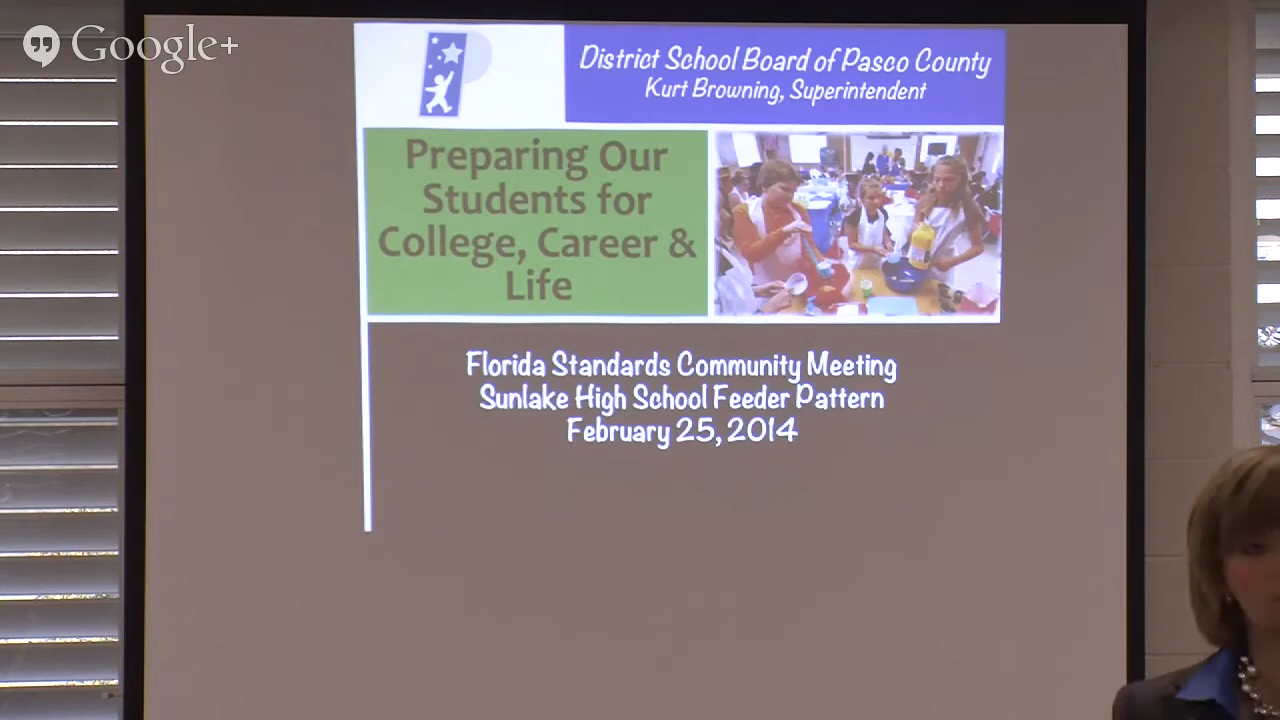 Google+
District School Board of Pasco County
Kurt Browning, Superintendent
Preparing Our
Students for
College, Career &
Life
Florida Standards Community Meeting
Sunlake High School Feeder Pattern
February 25, 2014